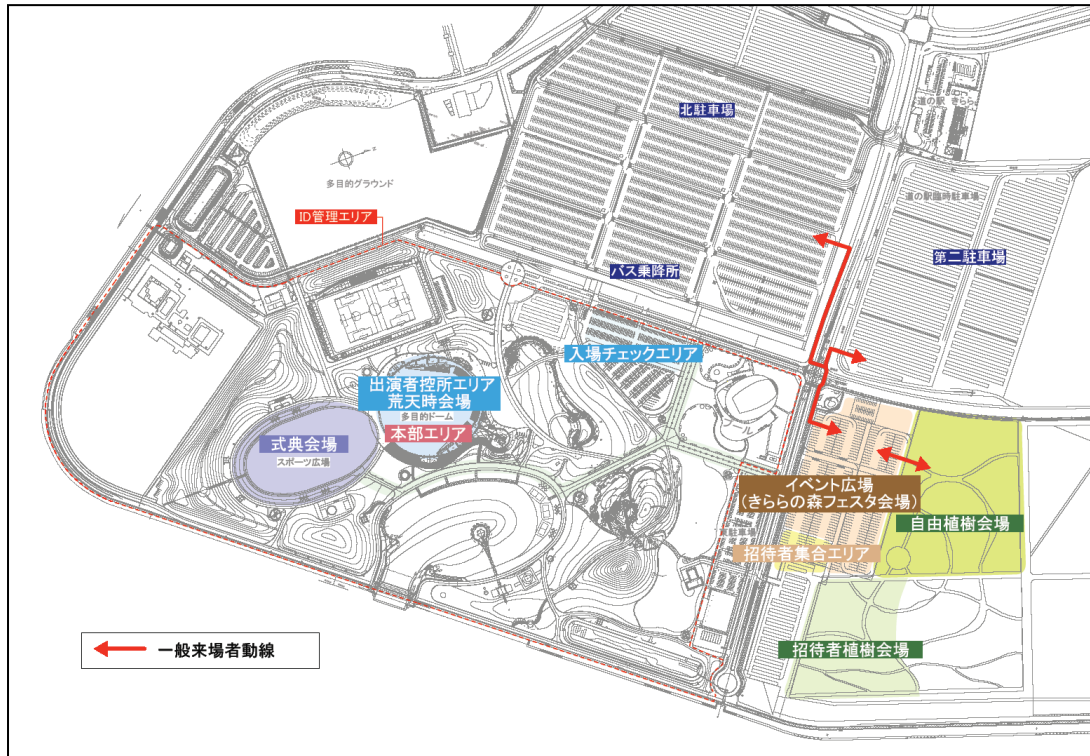 北駐車場
道の駅 きらら
多目的グラウンド
道の駅臨時駐車場
ID管理エリア
第二駐車場
バス乗降所
入場チェックエリア
出演者控所エリア
荒天時会場
多目的ドーム
本部エリア
式典会場
スポーツ広場
イベント広場
(きららの森フェスタ会場)
自由植樹会場
東駐車場
招待者集合エリア
招待者植樹会場
一般来場者動線